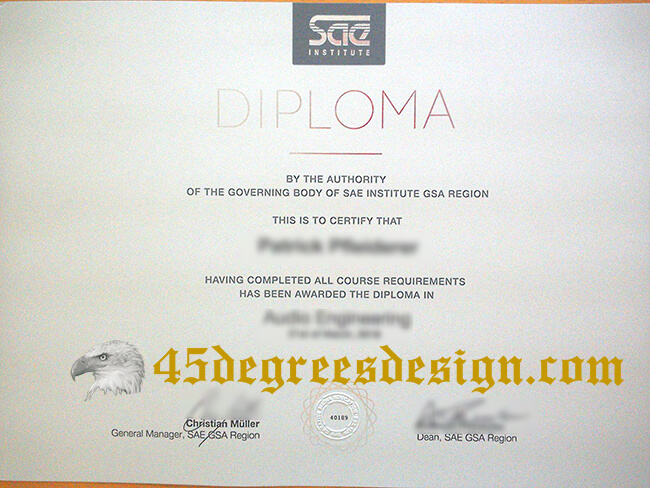 SAE
INSTITUTE
DIPLOMA
BY THE AUTHORITY
OF THE GOVERNING BODY OF SAE INSTITUTE GSA REGION
THIS IS TO CERTIFY THAT
HAVING COMPLETED ALL COURSE REQUIREMENTS
HAS BEEN AWARDED THE DIPLOMA IN
Audio Engineering
45degreesdesign.com
40189
Christian Müller
General Manager, SAE GSA Region
Dean, SAE GSA Region